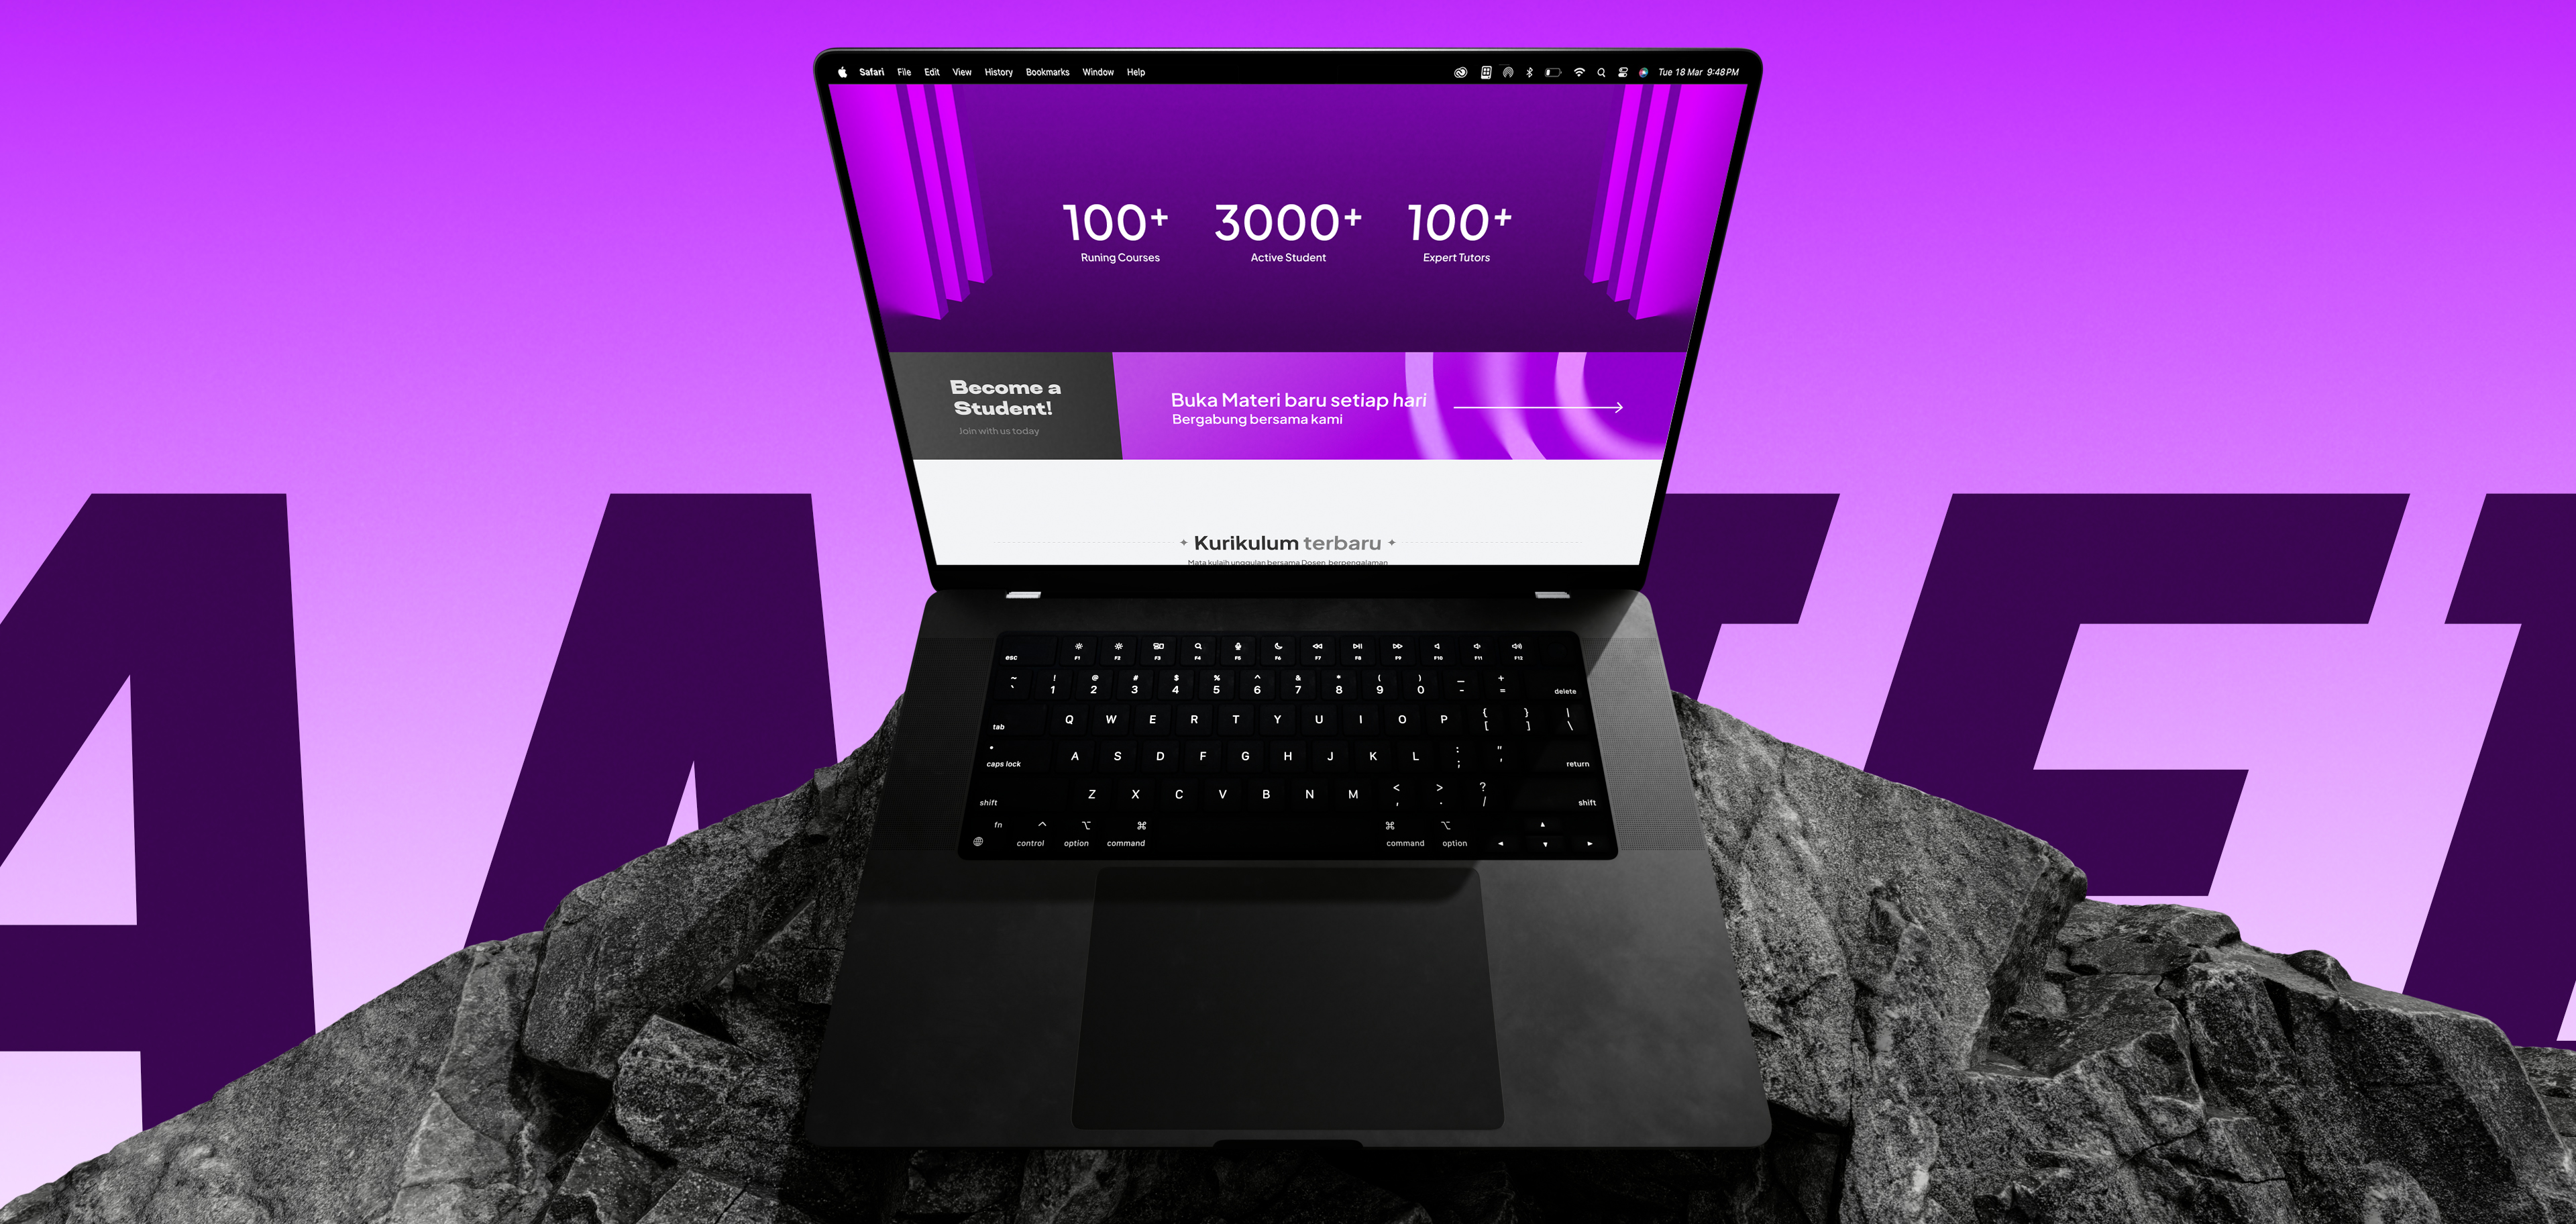 Safari File Edit View History Bookmarks Window Help Tue 18 Mar 9:48 PM
100+ 3000+ 100+
Runing Courses Active Student Expert Tutors
Become a
Student!
Join with us today
Buka Materi baru setiap hari
Bergabung bersama kami
✦ Kurikulum terbaru ✦
Mata kuliah unggulan bersama Dosen berpengalaman
esc F1 F2 F3 F4 F5 F6 F7 F8 F9 F10 F11 F12
~ ! @ # $ % ^ & * ( ) _ +
` 1 2 3 4 5 6 7 8 9 0 - = delete
tab Q W E R T Y U I O P { } |
[ ] \
caps lock A S D F G H J K L : "
; ' return
shift Z X C V B N M < > ?
, . / shift
fn ^ ⌥ ⌘ ⌘ ⌥
control option command command option